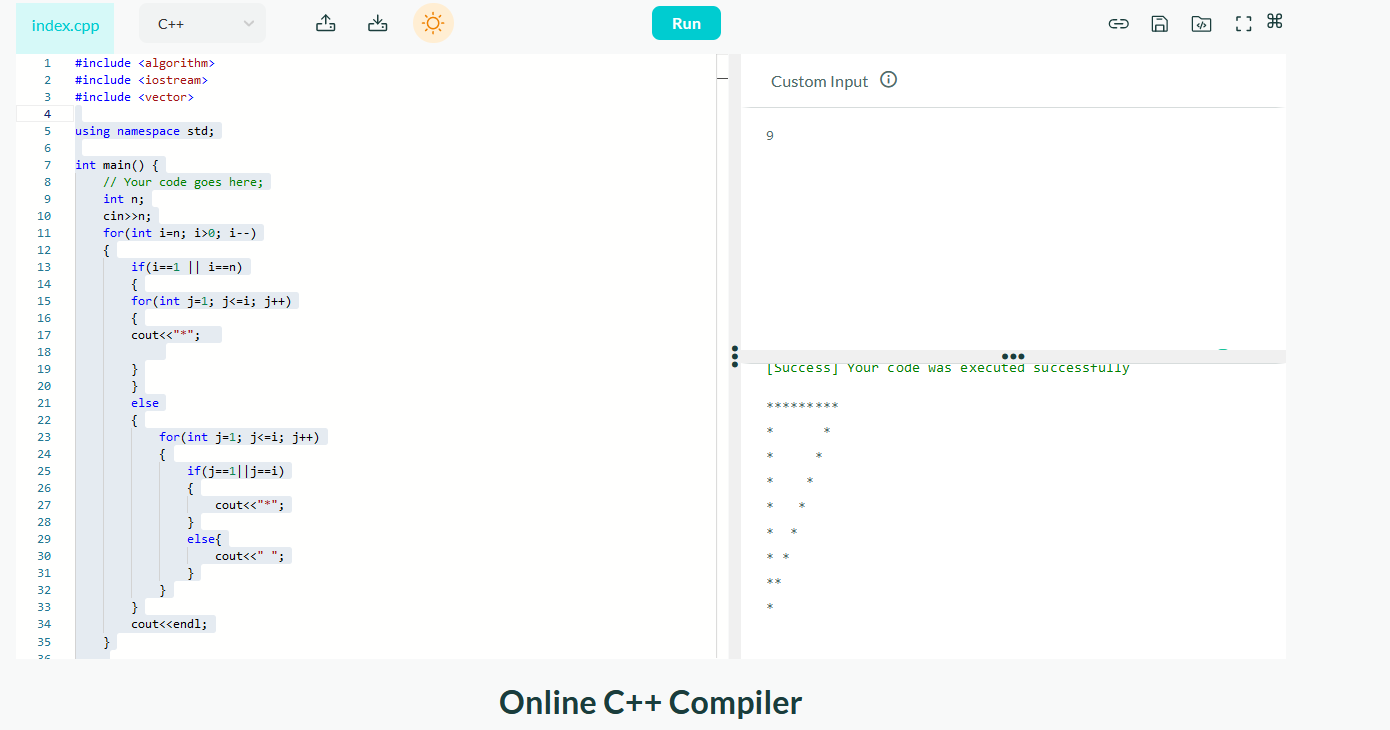 index.cpp
C++
Run
1 #include <algorithm>
2 #include <iostream>
3 #include <vector>
4
5 using namespace std;
6
7 int main() {
8     // Your code goes here;
9     int n;
10     cin>>n;
11     for(int i=n; i>0; i--)
12     {
13         if(i==1 || i==n)
14         {
15         for(int j=1; j<=i; j++)
16         {
17         cout<<"*";
18
19         }
20         }
21         else
22         {
23             for(int j=1; j<=i; j++)
24             {
25                 if(j==1||j==i)
26                 {
27                     cout<<"*";
28                 }
29                 else{
30                     cout<<" ";
31                 }
32             }
33         }
34         cout<<endl;
35     }
36
Custom Input
9
[Success] Your code was executed successfully
*********
*      *
*     *
*    *
*   *
*  *
* *
**
*
Online C++ Compiler